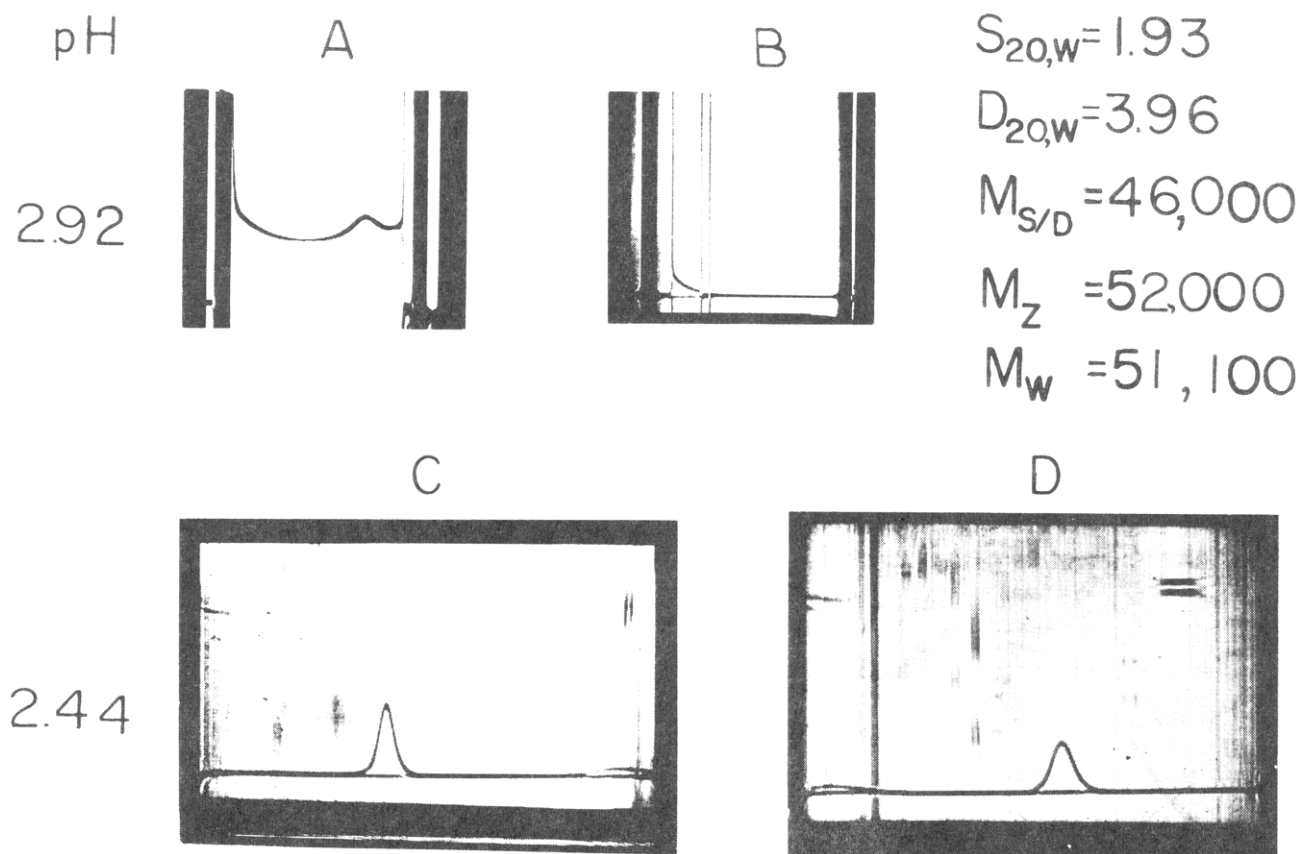 pH A B
2.92
S20,W=1.93
D20,W=3.96
MS/D=46,000
MZ =52,000
MW =51,100
C D
2.44